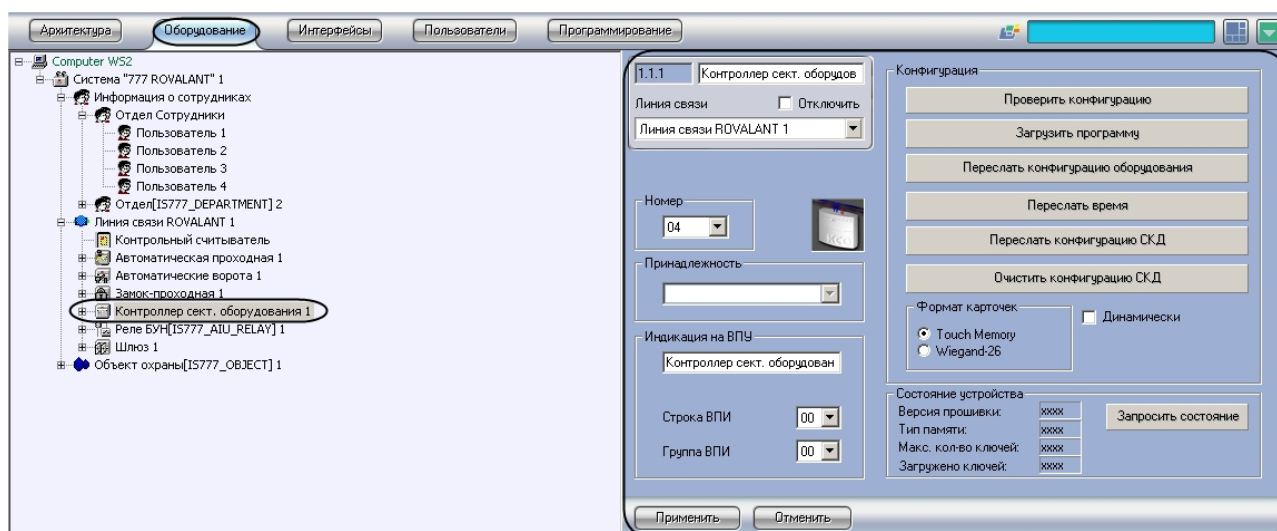 Архитектура Оборудование Интерфейсы Пользователи Программирование
Computer WS2
Система "777 ROVALANT" 1
Информация о сотрудниках
Отдел Сотрудники
Пользователь 1
Пользователь 2
Пользователь 3
Пользователь 4
Отдел[IS777_DEPARTMENT] 2
Линия связи ROVALANT 1
Контрольный считыватель
Автоматическая проходная 1
Автоматические ворота 1
Замок-проходная 1
Контроллер сект. оборудования 1
Реле БУН[IS777_AIU_RELAY] 1
Шлюз 1
Объект охраны[IS777_OBJECT] 1
1.1.1 Контроллер сект. оборудов
Линия связи Отключить
Линия связи ROVALANT 1
Номер
04
КСО
Принадлежность
Индикация на ВПУ
Контроллер сект. оборудован
Строка ВПИ 00
Группа ВПИ 00
Конфигурация
Проверить конфигурацию
Загрузить программу
Переслать конфигурацию оборудования
Переслать время
Переслать конфигурацию СКД
Очистить конфигурацию СКД
Формат карточек
Динамически
Touch Memory
Wiegand-26
Состояние устройства
Версия прошивки: xxxx Запросить состояние
Тип памяти: xxxx
Макс. кол-во ключей: xxxx
Загружено ключей: xxxx
Применить Отменить